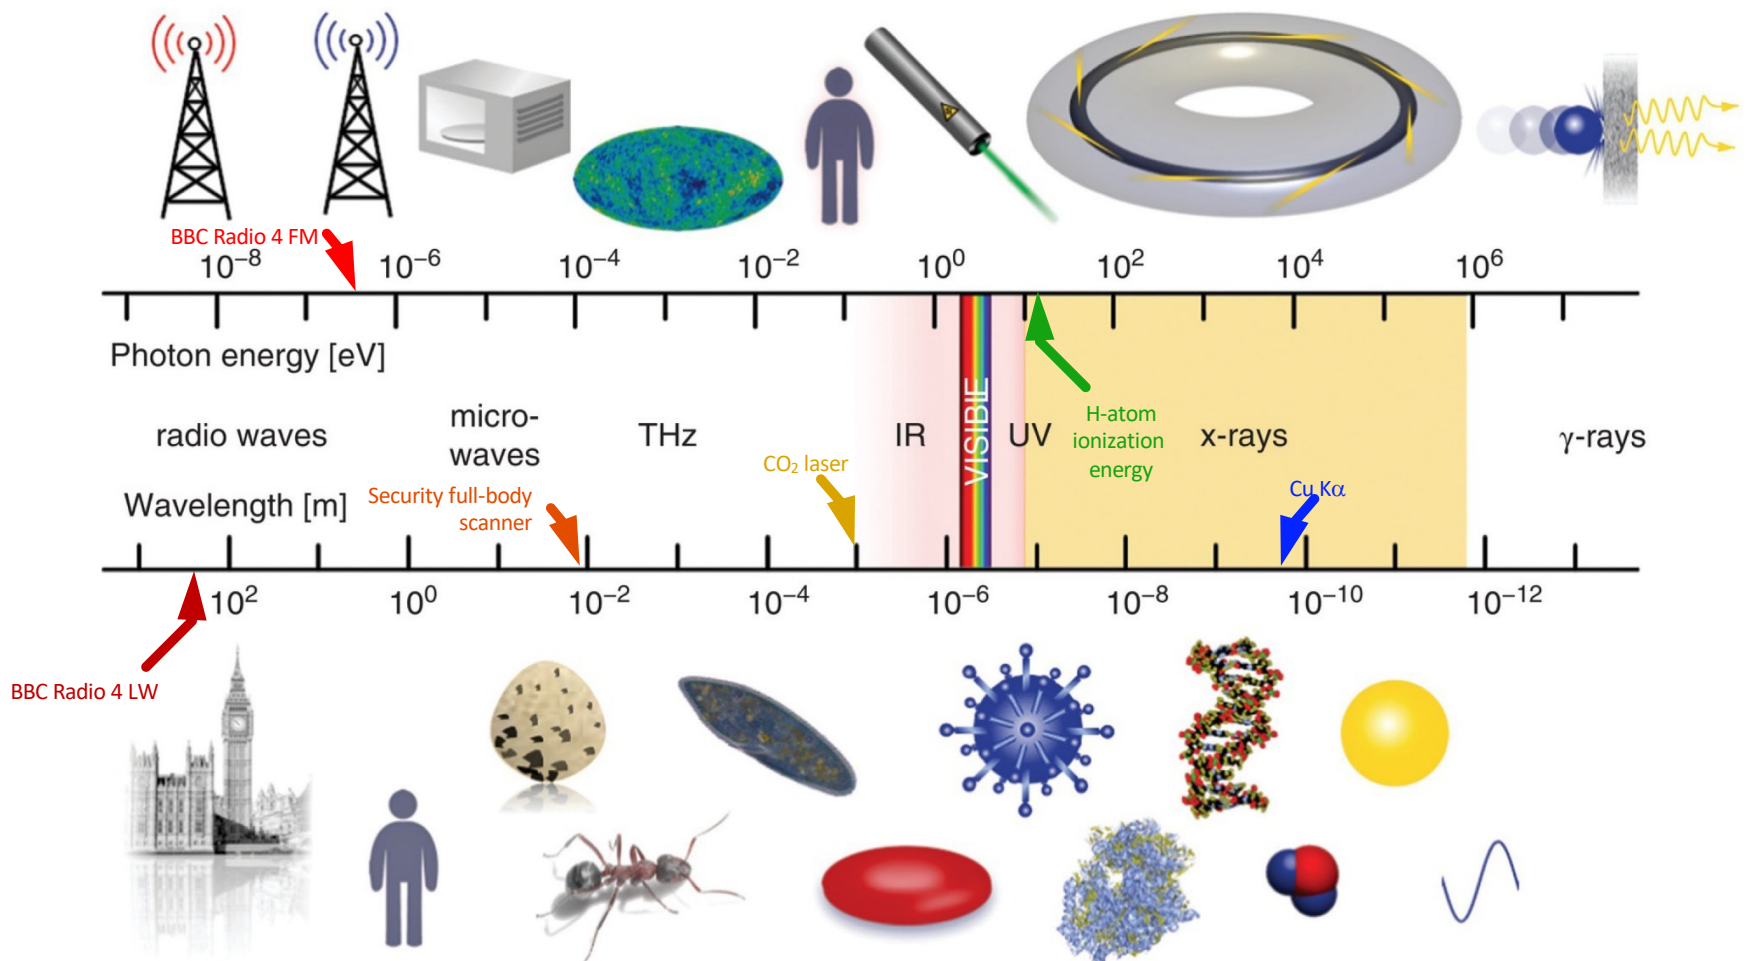 BBC Radio 4 FM
10⁻⁸ 10⁻⁶ 10⁻⁴ 10⁻² 10⁰ 10² 10⁴ 10⁶
Photon energy [eV]
radio waves
micro-
waves
THz
IR
VISIBLE
UV
H-atom
ionization
energy
x-rays
γ-rays
CO₂ laser
Wavelength [m]
Security full-body
scanner
Cu Kα
10² 10⁰ 10⁻² 10⁻⁴ 10⁻⁶ 10⁻⁸ 10⁻¹⁰ 10⁻¹²
BBC Radio 4 LW